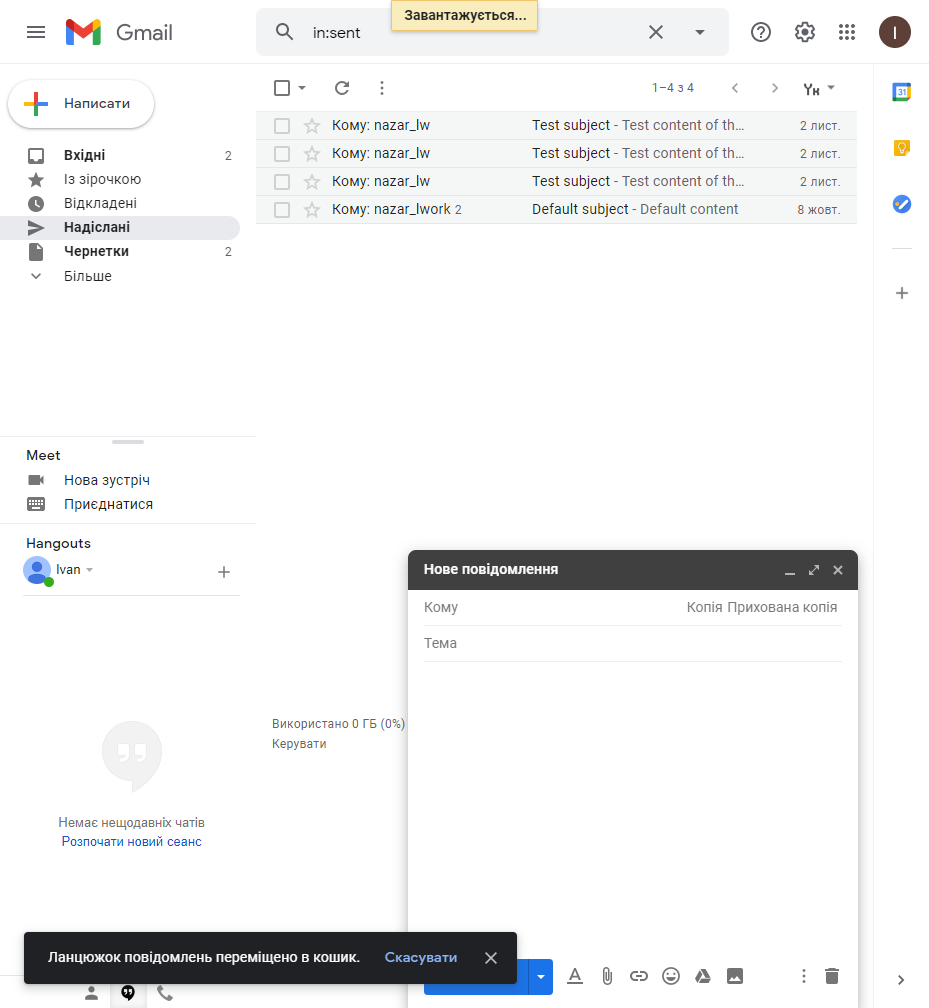 Завантажується...
Gmail
in:sent
I
Написати
1–4 з 4
Ук
31
Вхідні 2
Із зірочкою
Відкладені
Надіслані
Чернетки 2
Більше
Кому: nazar_lw Test subject - Test content of th... 2 лист.
Кому: nazar_lw Test subject - Test content of th... 2 лист.
Кому: nazar_lw Test subject - Test content of th... 2 лист.
Кому: nazar_lwork 2 Default subject - Default content 8 жовт.
Meet
Нова зустріч
Приєднатися
Hangouts
Ivan
Немає нещодавніх чатів
Розпочати новий сеанс
Використано 0 ГБ (0%)
Керувати
Нове повідомлення
Кому Копія Прихована копія
Тема
Ланцюжок повідомлень переміщено в кошик. Скасувати